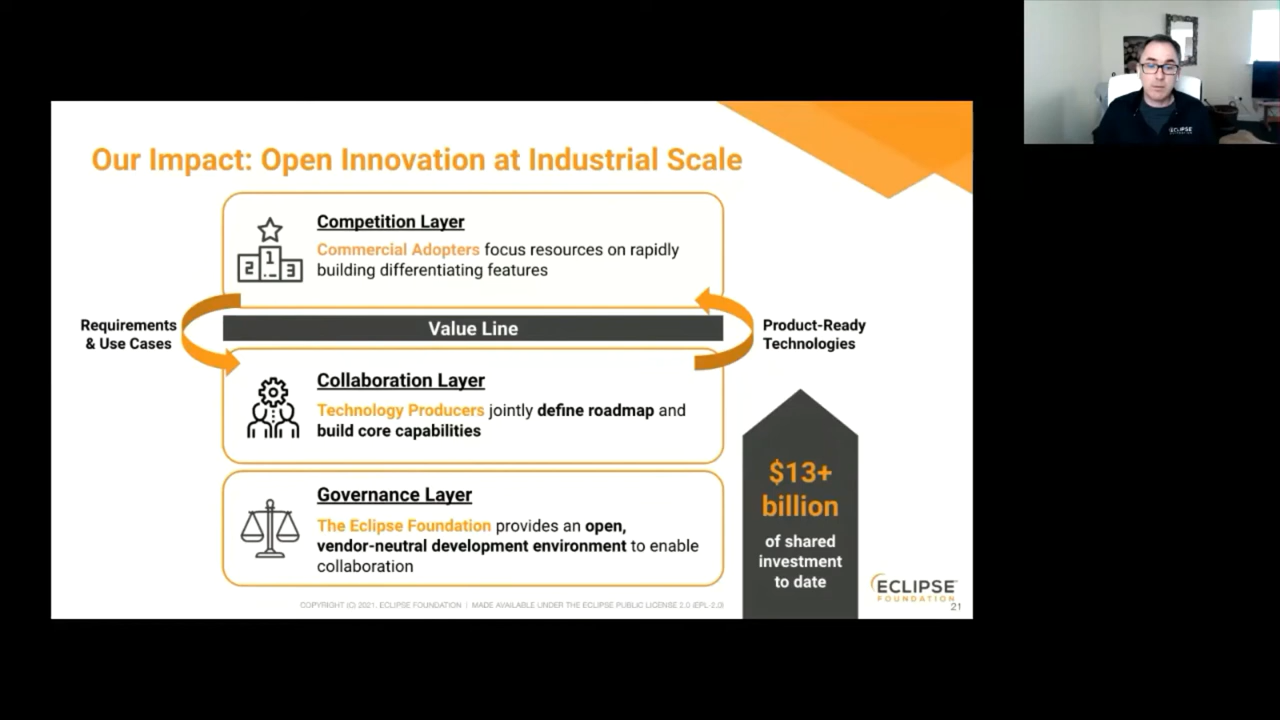 Our Impact: Open Innovation at Industrial Scale
Competition Layer
Commercial Adopters focus resources on rapidly
building differentiating features
2 1 3
Requirements
& Use Cases
Value Line
Product-Ready
Technologies
Collaboration Layer
Technology Producers jointly define roadmap and
build core capabilities
Governance Layer
The Eclipse Foundation provides an open,
vendor-neutral development environment to enable
collaboration
$13+
billion
of shared
investment
to date
ECLIPSE
FOUNDATION
COPYRIGHT (C) 2021, ECLIPSE FOUNDATION | MADE AVAILABLE UNDER THE ECLIPSE PUBLIC LICENSE 2.0 (EPL-2.0)
21
ECLIPSE